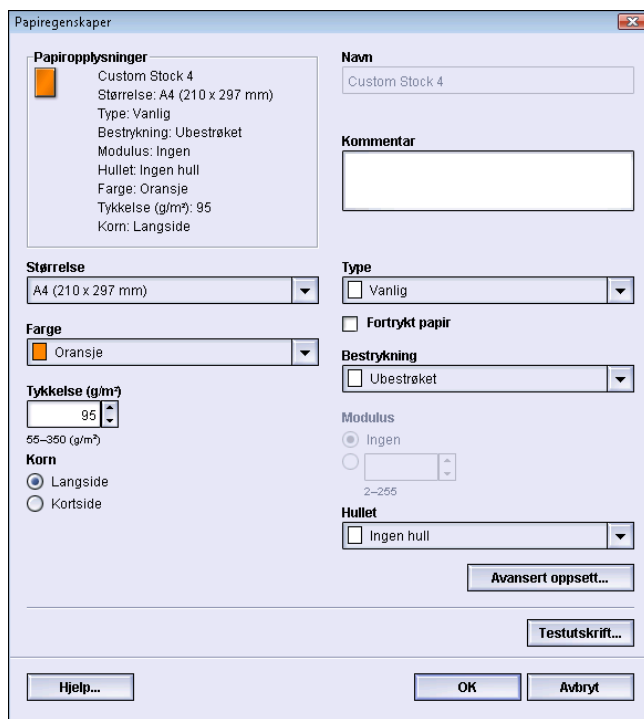 Papiregenskaper
Papiropplysninger
Custom Stock 4
Størrelse: A4 (210 x 297 mm)
Type: Vanlig
Bestrykning: Ubestrøket
Modulus: Ingen
Hullet: Ingen hull
Farge: Oransje
Tykkelse (g/m²): 95
Korn: Langside
Navn
Custom Stock 4
Kommentar
Størrelse
A4 (210 x 297 mm)
Farge
Oransje
Tykkelse (g/m²)
95
55–350 (g/m²)
Korn
Langside
Kortside
Type
Vanlig
Fortrykt papir
Bestrykning
Ubestrøket
Modulus
Ingen
2–255
Hullet
Ingen hull
Avansert oppsett...
Testutskrift...
Hjelp...
OK
Avbryt